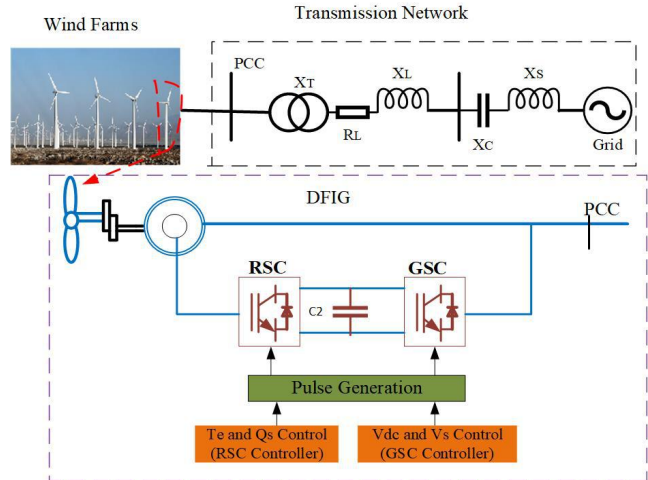 Transmission Network
Wind Farms
PCC
XT
XL
XS
RL
XC
Grid
DFIG
PCC
RSC
GSC
C2
Pulse Generation
Te and Qs Control
(RSC Controller)
Vdc and Vs Control
(GSC Controller)